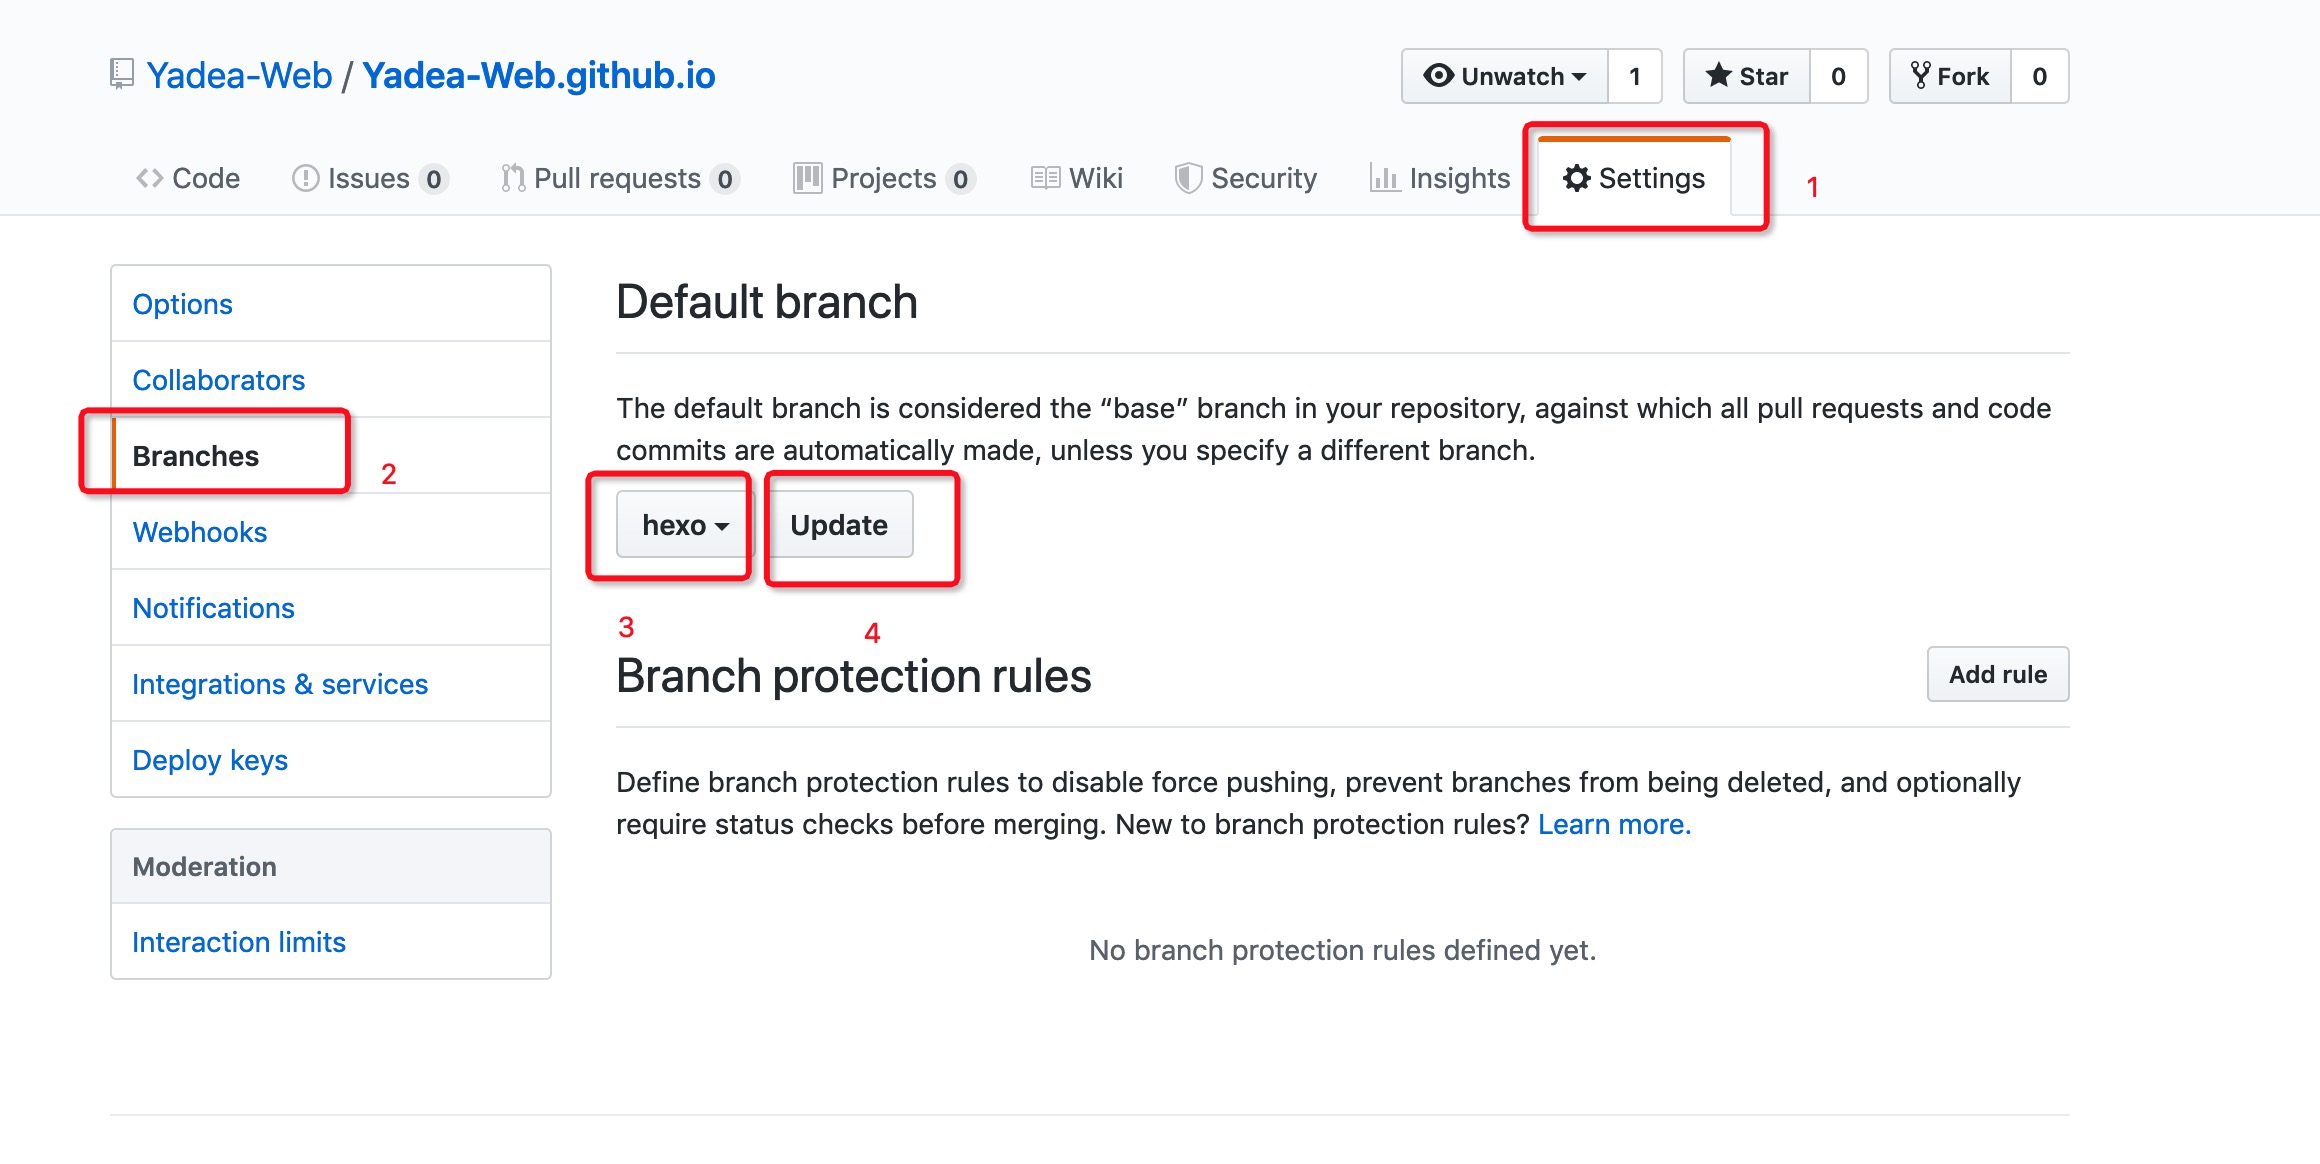 Yadea-Web / Yadea-Web.github.io
Unwatch 1 Star 0 Fork 0
Code Issues 0 Pull requests 0 Projects 0 Wiki Security Insights Settings 1
Options
Collaborators
Branches 2
Webhooks
Notifications
Integrations & services
Deploy keys
Moderation
Interaction limits
Default branch
The default branch is considered the “base” branch in your repository, against which all pull requests and code
commits are automatically made, unless you specify a different branch.
hexo Update
3 4
Branch protection rules Add rule
Define branch protection rules to disable force pushing, prevent branches from being deleted, and optionally
require status checks before merging. New to branch protection rules? Learn more.
No branch protection rules defined yet.